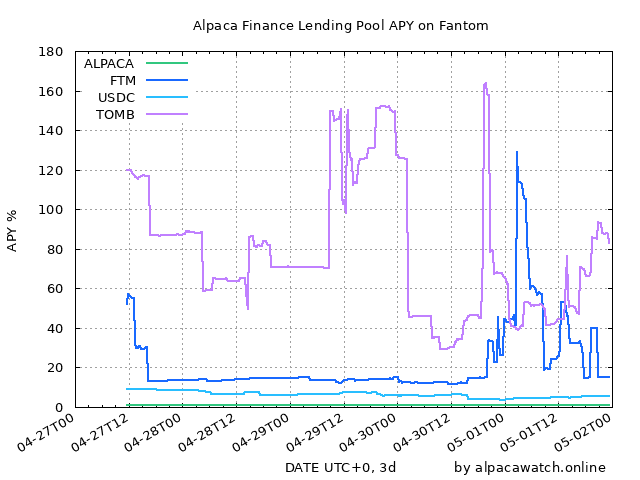 Alpaca Finance Lending Pool APY on Fantom
180
160
140
120
100
80
60
40
20
0
APY %
ALPACA
FTM
USDC
TOMB
04-27T00
04-27T12
04-28T00
04-28T12
04-29T00
04-29T12
04-30T00
04-30T12
05-01T00
05-01T12
05-02T00
DATE UTC+0, 3d
by alpacawatch.online